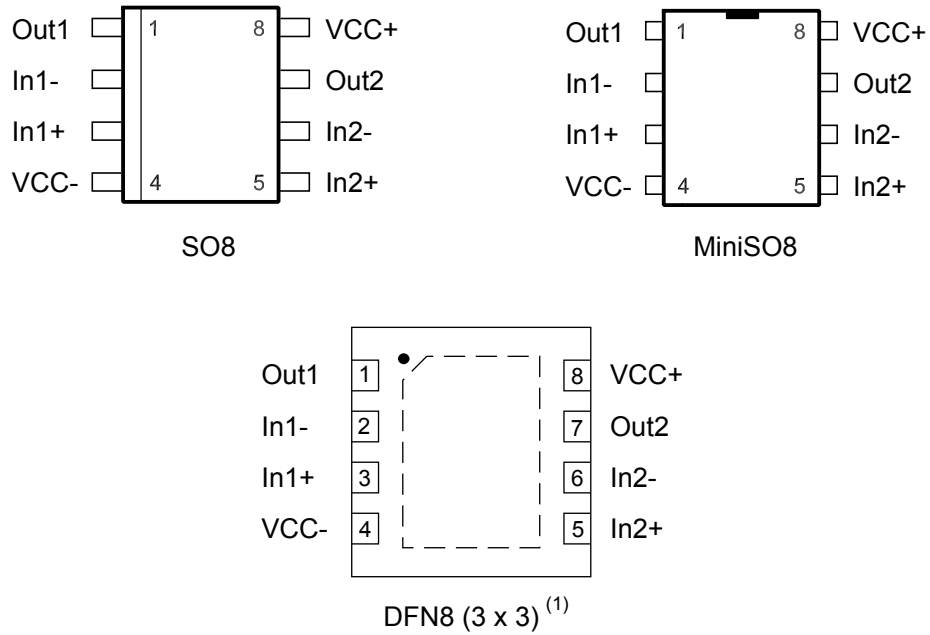 Out1 1 8 VCC+
In1- Out2
In1+ In2-
VCC- 4 5 In2+
SO8
Out1 1 8 VCC+
In1- Out2
In1+ In2-
VCC- 4 5 In2+
MiniSO8
Out1 1 8 VCC+
In1- 2 7 Out2
In1+ 3 6 In2-
VCC- 4 5 In2+
DFN8 (3 x 3) (1)